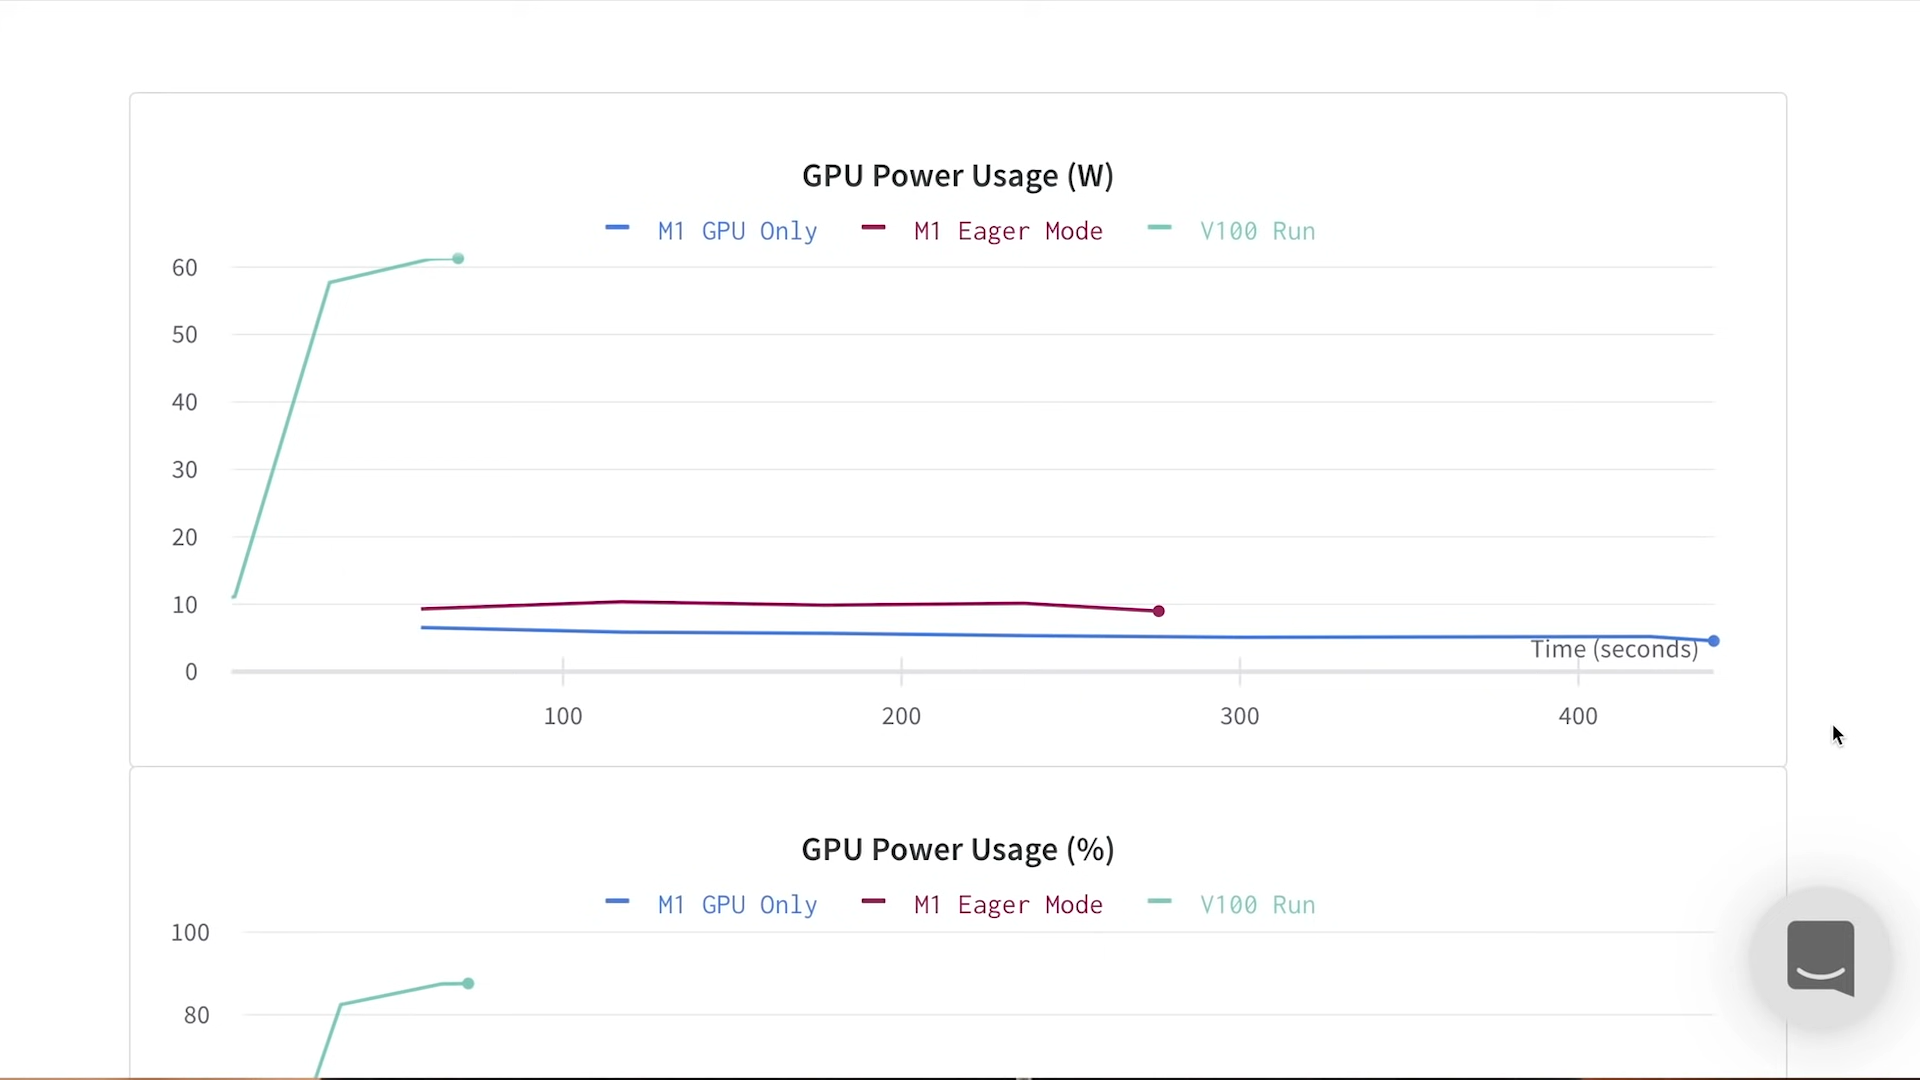 GPU Power Usage (W)
M1 GPU Only M1 Eager Mode V100 Run
60
50
40
30
20
10
Time (seconds)
0
100 200 300 400
GPU Power Usage (%)
M1 GPU Only M1 Eager Mode V100 Run
100
80